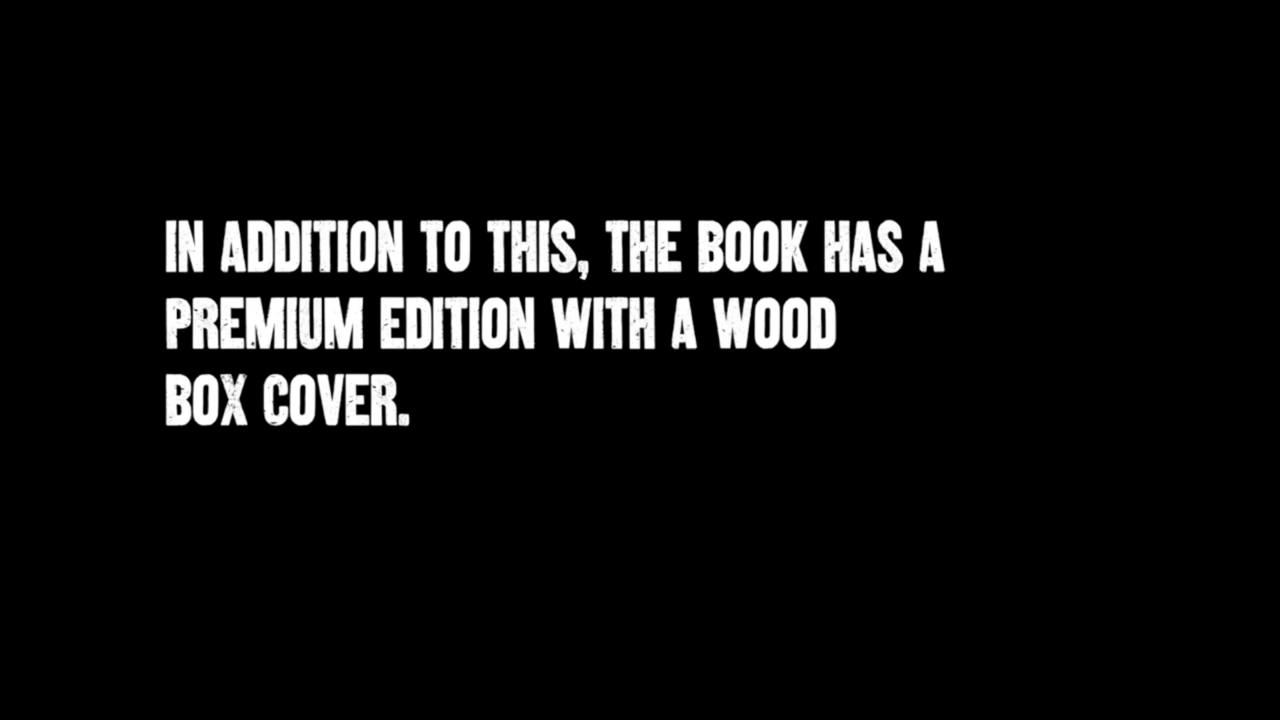 IN ADDITION TO THIS, THE BOOK HAS A
PREMIUM EDITION WITH A WOOD
BOX COVER.